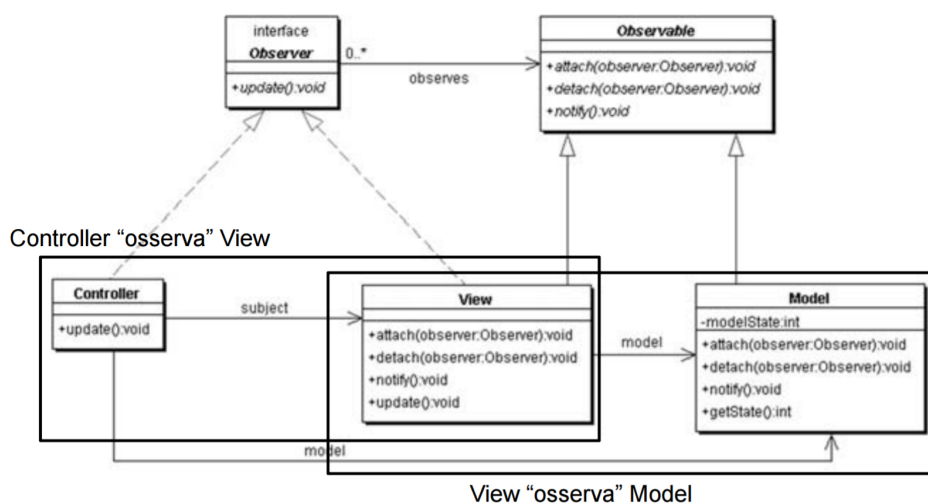 interface
Observer
+update():void
0..*
observes
Observable
+attach(observer:Observer):void
+detach(observer:Observer):void
+notify():void
Controller “osserva” View
Controller
+update():void
subject
View
+attach(observer:Observer):void
+detach(observer:Observer):void
+notify():void
+update():void
model
Model
-modelState:int
+attach(observer:Observer):void
+detach(observer:Observer):void
+notify():void
+getState():int
model
View “osserva” Model